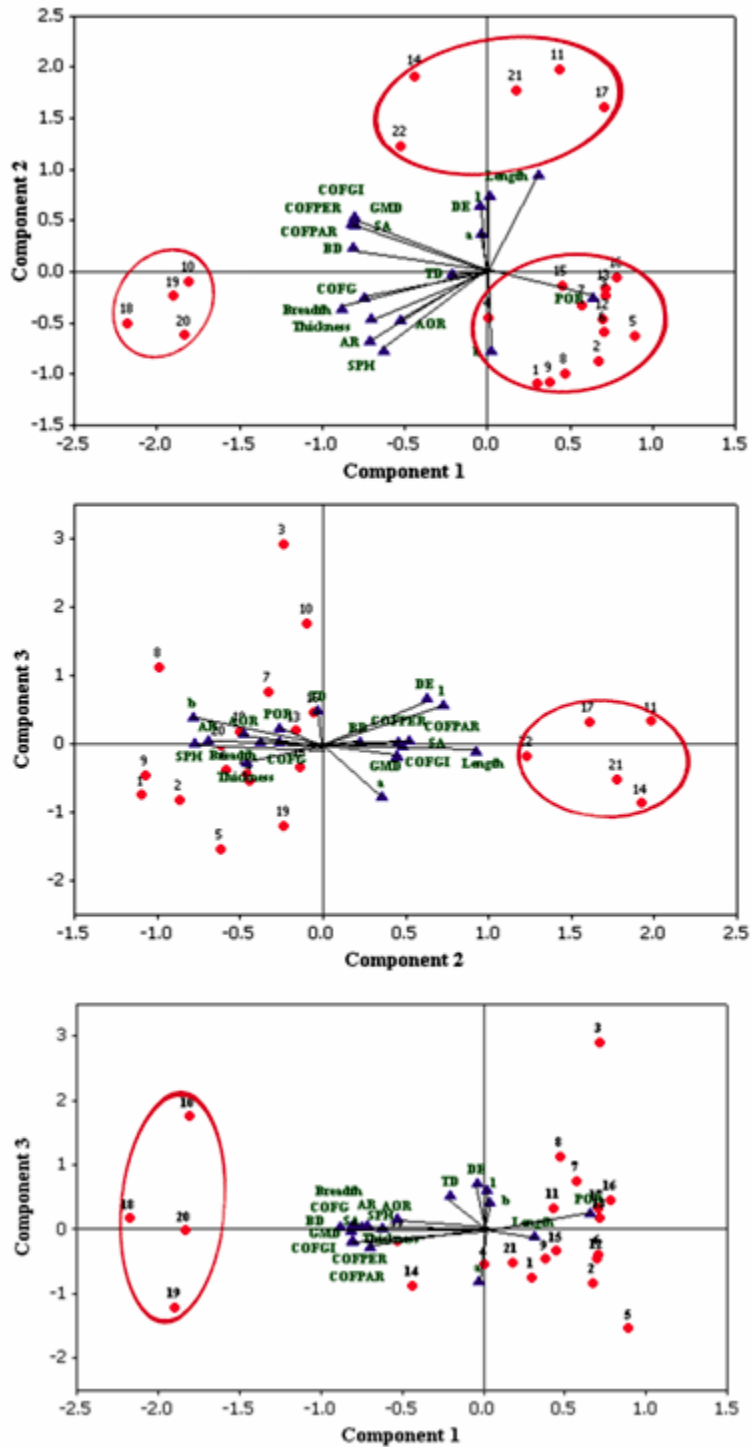 2.5
2.0
1.5
1.0
0.5
0.0
-0.5
-1.0
-1.5
Component 2
14
21
11
17
22
Length
l
DE
a
COFGI
COFPER
GMD
COFPAR
SA
BD
TD
COFG
Breadth
Thickness
AOR
AR
SPH
10
19
18
20
15
16
POR
12
5
2
8
9
1
-2.5
-2.0
-1.5
-1.0
-0.5
0.0
0.5
1.0
1.5
Component 1
3
2
1
0
-1
-2
Component 3
3
10
8
7
13
b
AR
AOR
POR
TD
20
SPH
Breadth
COFG
Thickness
9
1
2
5
19
DE
l
BD
COFPER
COFPAR
SA
GMD
COFGI
Length
a
17
11
22
21
14
-1.5
-1.0
-0.5
0.0
0.5
1.0
1.5
2.0
2.5
Component 2
3
2
1
0
-1
-2
Component 3
10
18
20
19
3
8
7
16
11
POR
DE
l
TD
b
Breadth
COFG
AR
AOR
BD
SA
SPH
GMD
Thickness
COFGI
COFPER
COFPAR
Length
14
4
21
1
9
15
2
5
a
-2.5
-2.0
-1.5
-1.0
-0.5
0.0
0.5
1.0
1.5
Component 1